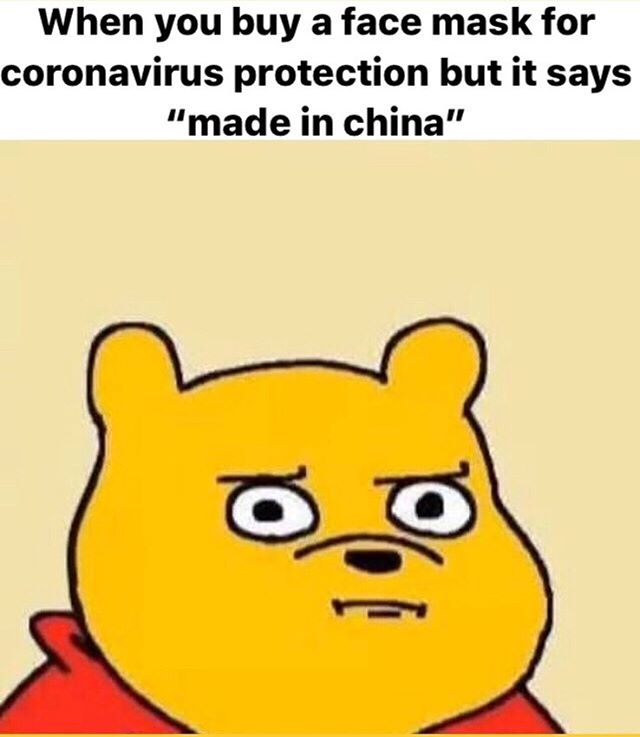 When you buy a face mask for
coronavirus protection but it says
“made in china”